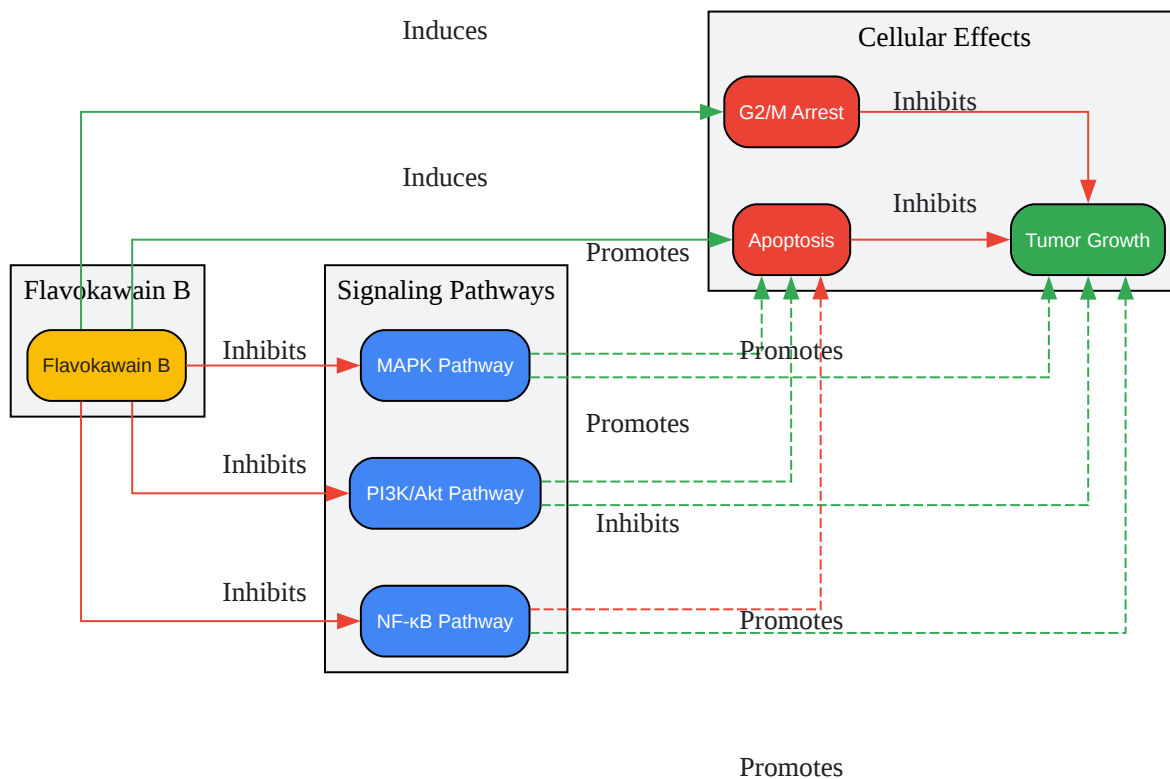 Induces
Cellular Effects
G2/M Arrest
Inhibits
Induces
Inhibits
Apoptosis
Tumor Growth
Promotes
Flavokawain B
Signaling Pathways
Flavokawain B
Inhibits
MAPK Pathway
Promotes
Promotes
Inhibits
PI3K/Akt Pathway
Inhibits
Inhibits
NF-κB Pathway
Promotes
Promotes